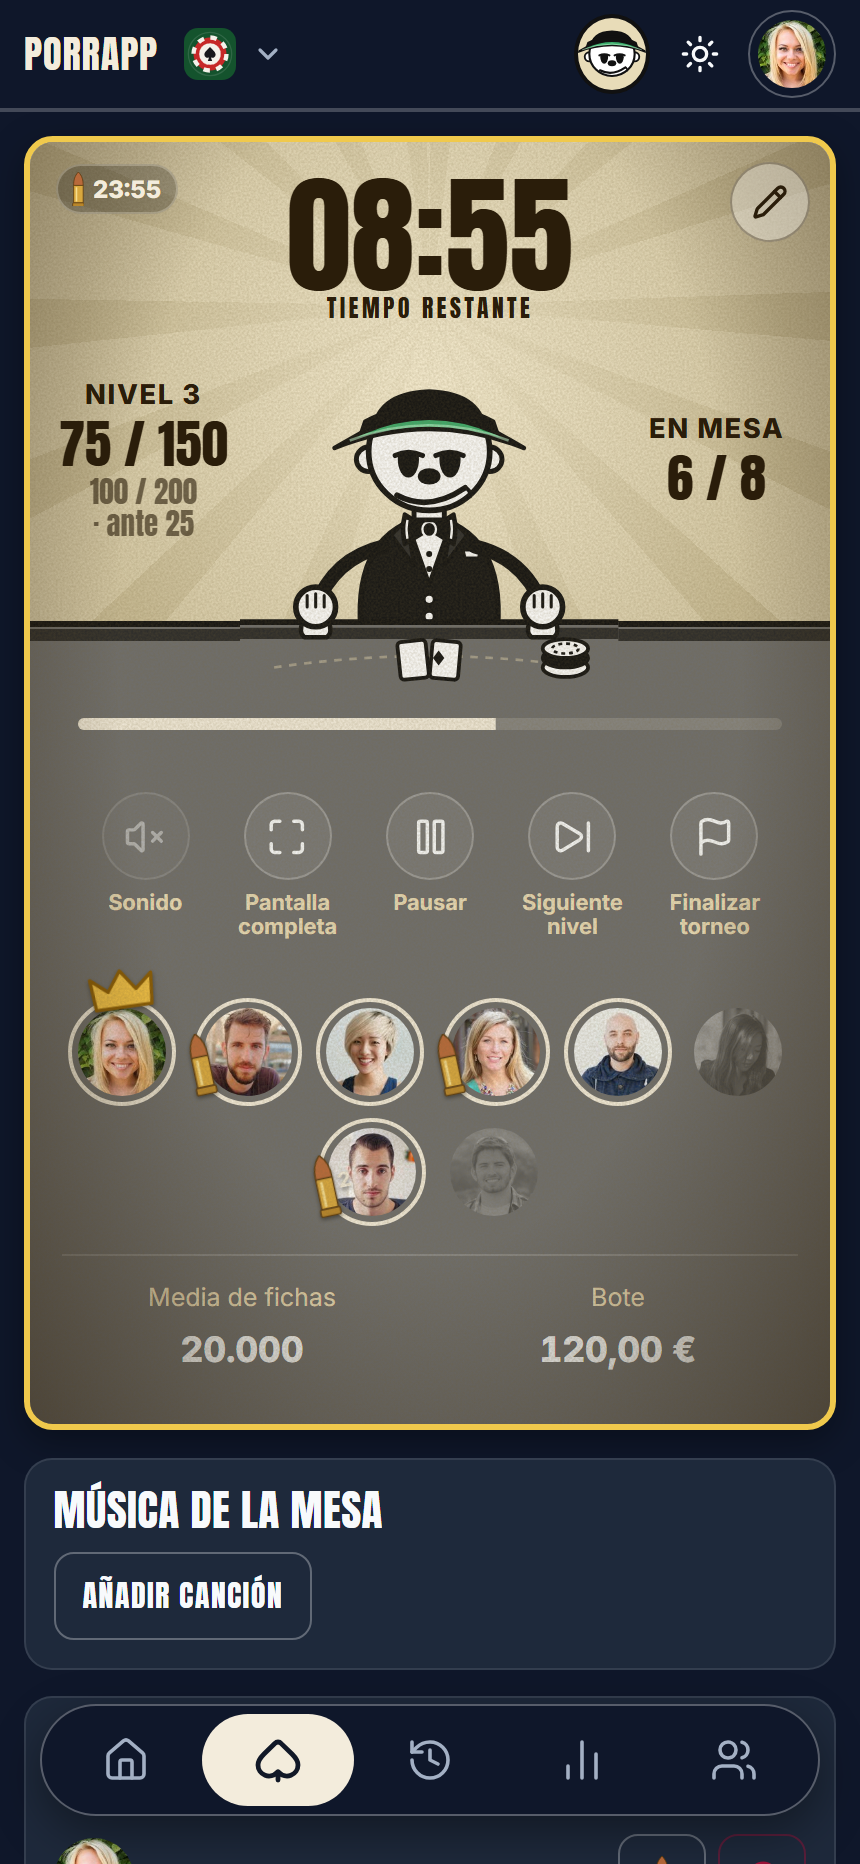 PORRAPP
23:55
08:55
TIEMPO RESTANTE
NIVEL 3
75 / 150
100 / 200
· ante 25
EN MESA
6 / 8
Sonido
Pantalla
completa
Pausar
Siguiente
nivel
Finalizar
torneo
Media de fichas
20.000
Bote
120,00 €
MÚSICA DE LA MESA
AÑADIR CANCIÓN